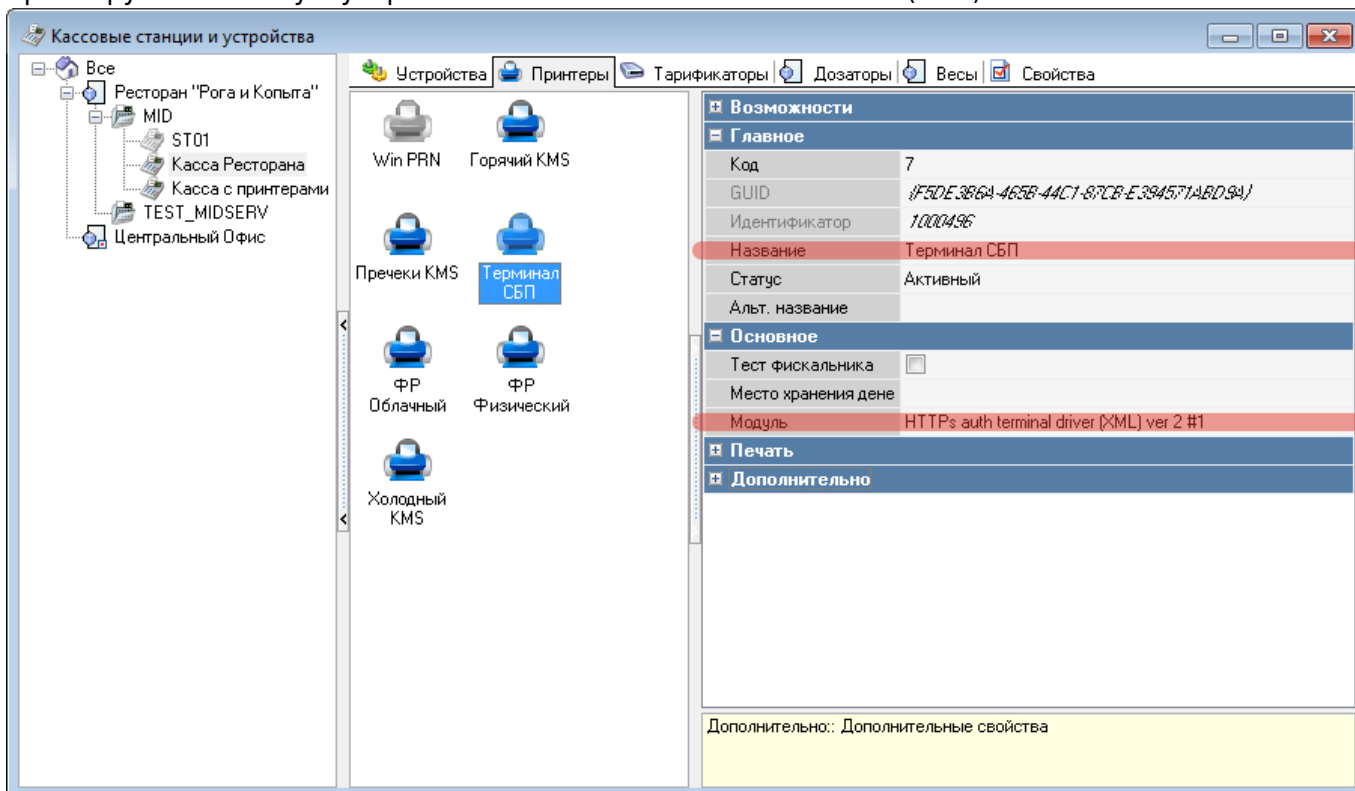 Кассовые станции и устройства
Все
Ресторан "Рога и Копыта"
MID
ST01
Касса Ресторана
Касса с принтерами
TEST_MIDSERV
Центральный Офис
Устройства Принтеры Тарификаторы Дозаторы Весы Свойства
Win PRN Горячий KMS
Пречеки KMS Терминал СБП
ФР Облачный ФР Физический
Холодный KMS
Возможности
Главное
Код 7
GUID {F5DE3B6A-465B-44C1-87CB-E394571ABD9A}
Идентификатор 1000496
Название Терминал СБП
Статус Активный
Альт. название
Основное
Тест фискальника
Место хранения дене
Модуль HTTPs auth terminal driver (XML) ver 2 #1
Печать
Дополнительно
Дополнительно:: Дополнительные свойства